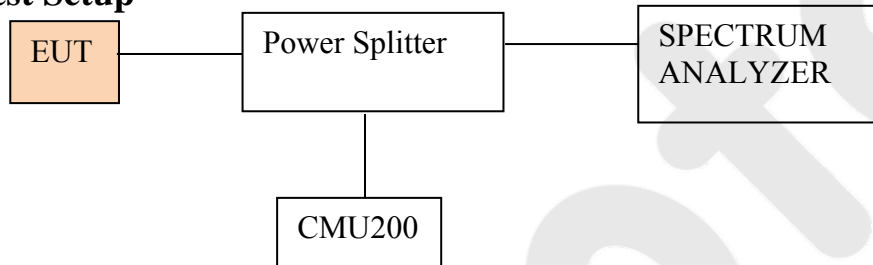 est Setup
EUT
Power Splitter
SPECTRUM
ANALYZER
CMU200